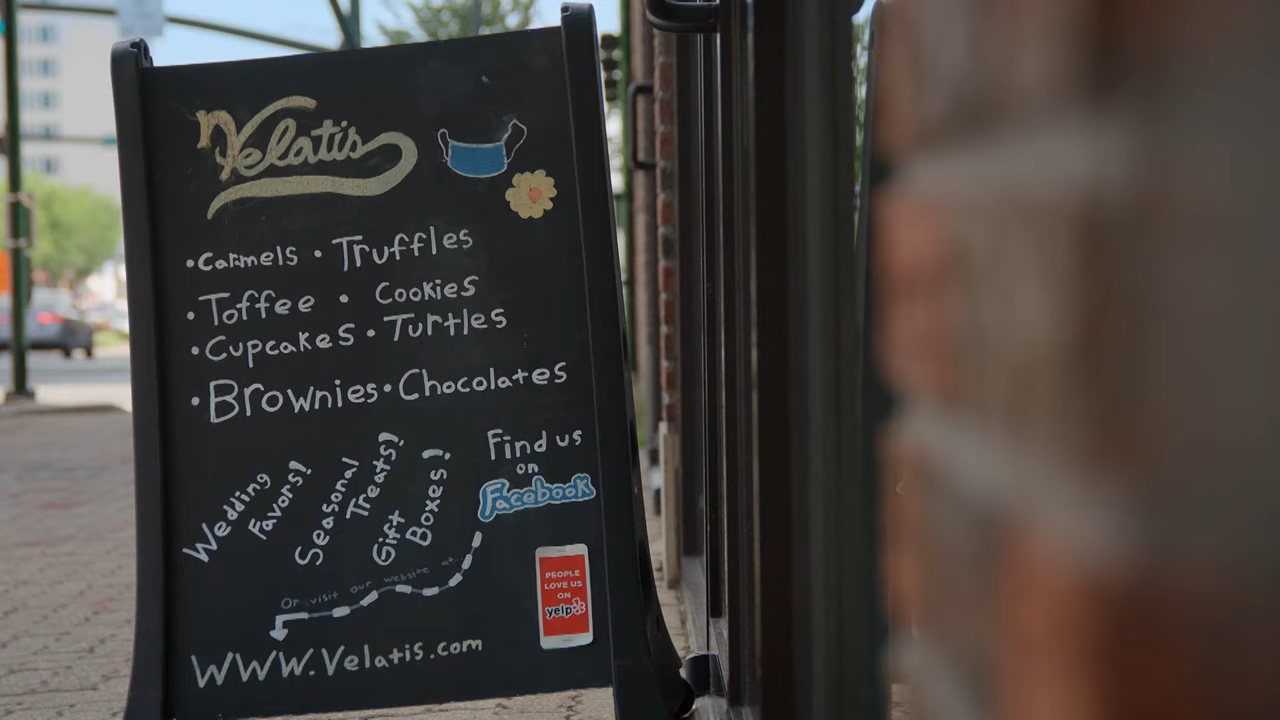 Velatis
•Carmels • Truffles
•Toffee • Cookies
•Cupcakes • Turtles
•Brownies•Chocolates
Wedding
Favors!
Seasonal
Treats!
Gift
Boxes!
Find us
on
Facebook
Or visit our website at
WWW.Velatis.com
PEOPLE
LOVE US
ON
yelp